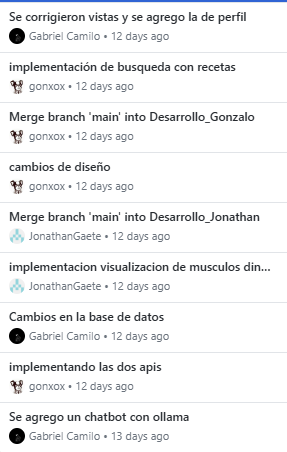 Se corrigieron vistas y se agrego la de perfil
Gabriel Camilo • 12 days ago
implementación de busqueda con recetas
gonxox • 12 days ago
Merge branch 'main' into Desarrollo_Gonzalo
gonxox • 12 days ago
cambios de diseño
gonxox • 12 days ago
Merge branch 'main' into Desarrollo_Jonathan
JonathanGaete • 12 days ago
implementacion visualizacion de musculos din...
JonathanGaete • 12 days ago
Cambios en la base de datos
Gabriel Camilo • 12 days ago
implementando las dos apis
gonxox • 12 days ago
Se agrego un chatbot con ollama
Gabriel Camilo • 13 days ago